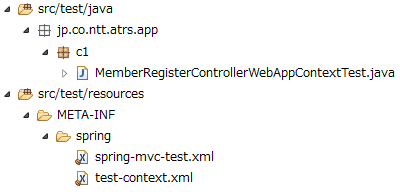 src/test/java
jp.co.ntt.atrs.app
c1
MemberRegisterControllerWebAppContextTest.java
src/test/resources
META-INF
spring
spring-mvc-test.xml
test-context.xml